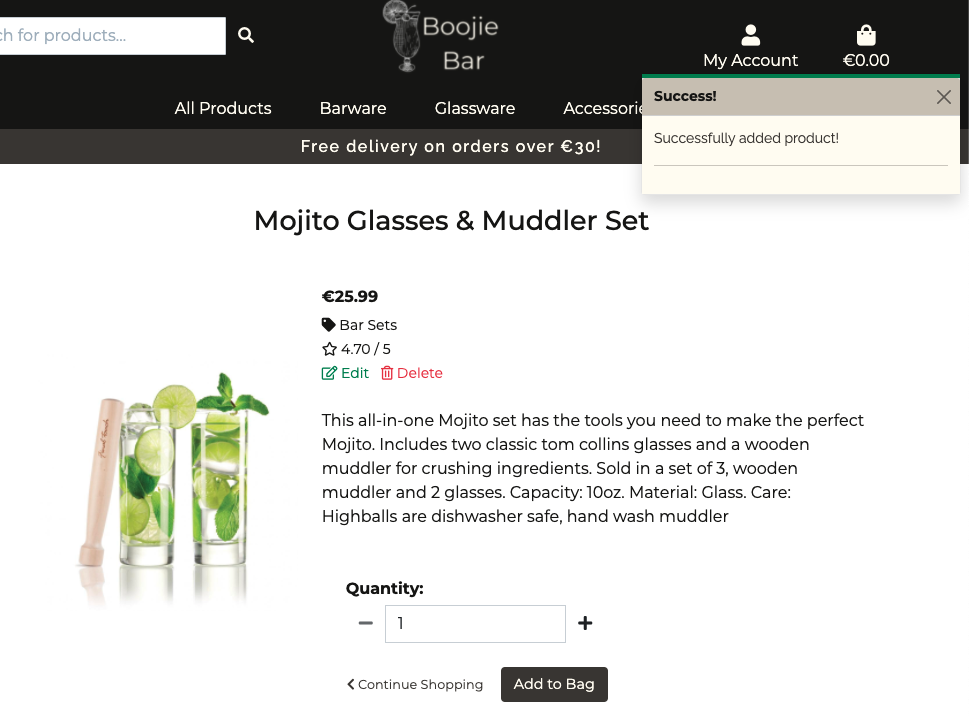 ch for products...
Boojie
Bar
My Account
€0.00
All Products
Barware
Glassware
Accessorie
Success!
Successfully added product!
Free delivery on orders over €30!
Mojito Glasses & Muddler Set
€25.99
Bar Sets
4.70 / 5
Edit
Delete
This all-in-one Mojito set has the tools you need to make the perfect
Mojito. Includes two classic tom collins glasses and a wooden
muddler for crushing ingredients. Sold in a set of 3, wooden
muddler and 2 glasses. Capacity: 10oz. Material: Glass. Care:
Highballs are dishwasher safe, hand wash muddler
Quantity:
1
Continue Shopping
Add to Bag